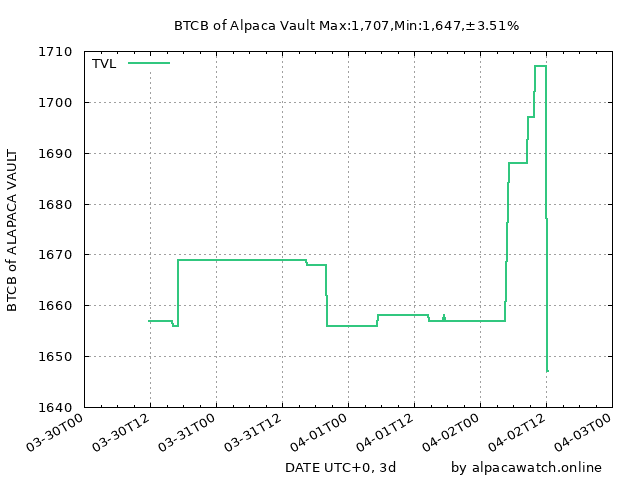 BTCB of Alpaca Vault Max:1,707,Min:1,647,±3.51%
TVL
1710
1700
1690
1680
1670
1660
1650
1640
BTCB of ALAPACA VAULT
03-30T00
03-30T12
03-31T00
03-31T12
04-01T00
04-01T12
04-02T00
04-02T12
04-03T00
DATE UTC+0, 3d
by alpacawatch.online